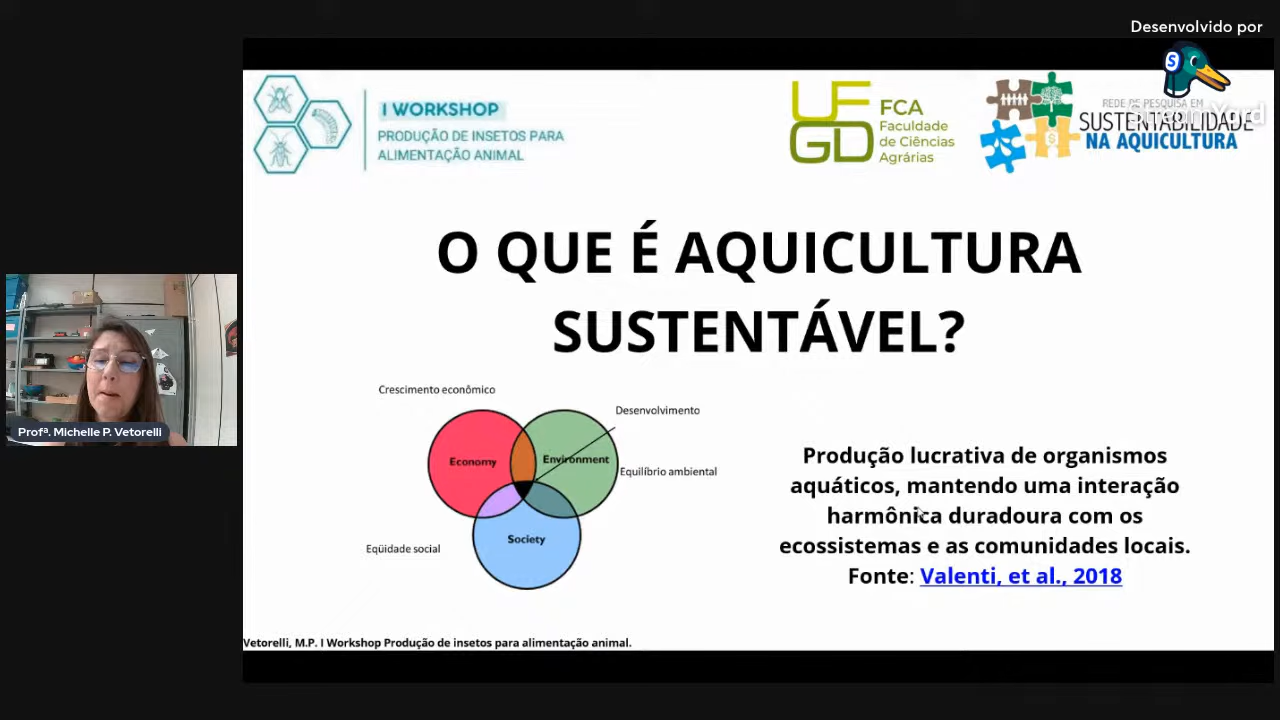 Desenvolvido por
StreamYard
I WORKSHOP
PRODUÇÃO DE INSETOS PARA
ALIMENTAÇÃO ANIMAL
UFGD
FCA
Faculdade
de Ciências
Agrárias
REDE DE PESQUISA EM
SUSTENTABILIDADE
NA AQUICULTURA
O QUE É AQUICULTURA
SUSTENTÁVEL?
Crescimento econômico
Desenvolvimento
Economy
Environment
Equilíbrio ambiental
Society
Eqüidade social
Produção lucrativa de organismos
aquáticos, mantendo uma interação
harmônica duradoura com os
ecossistemas e as comunidades locais.
Fonte: Valenti, et al., 2018
Profª. Michelle P. Vetorelli
Vetorelli, M.P. I Workshop Produção de insetos para alimentação animal.